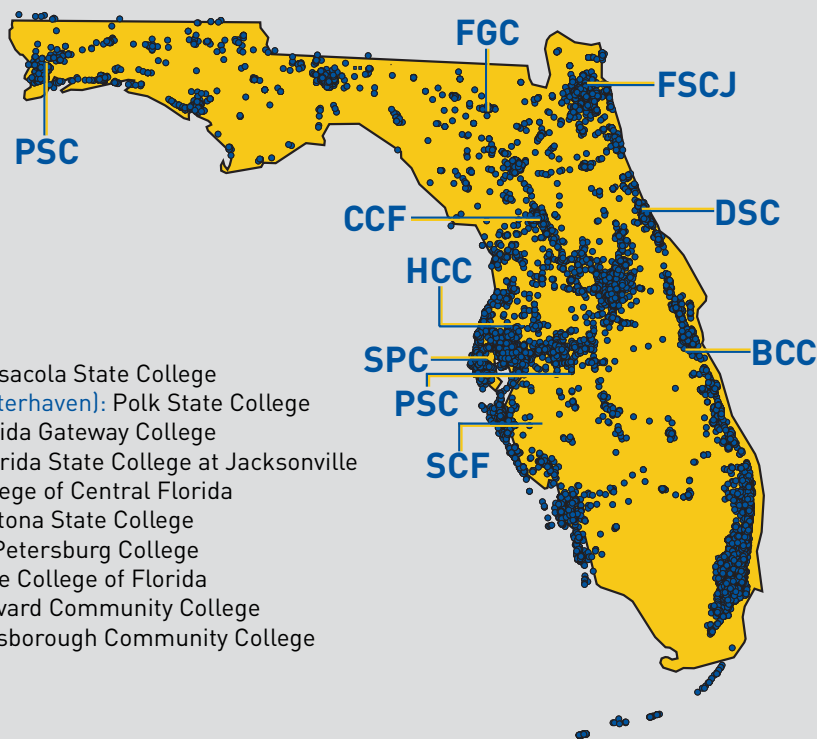 FGC
FSCJ
PSC
CCF
DSC
HCC
SPC
BCC
PSC
SCF
sacola State College
terhaven): Polk State College
ida Gateway College
rida State College at Jacksonville
ege of Central Florida
tona State College
Petersburg College
e College of Florida
vard Community College
sborough Community College